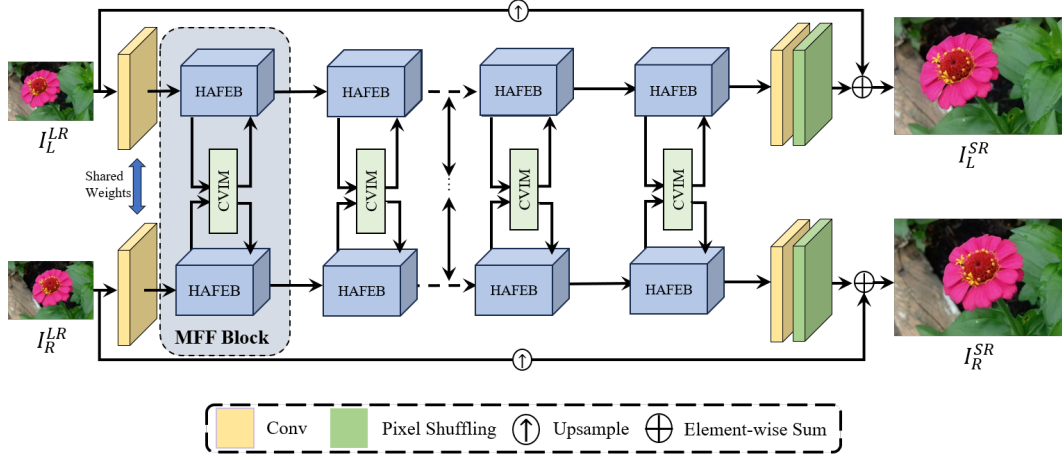 HAFEB HAFEB HAFEB HAFEB
I_L^{LR}
I_L^{SR}
Shared
Weights
CVIM CVIM CVIM CVIM
HAFEB HAFEB HAFEB HAFEB
MFF Block
I_R^{LR}
I_R^{SR}
Conv Pixel Shuffling Upsample Element-wise Sum